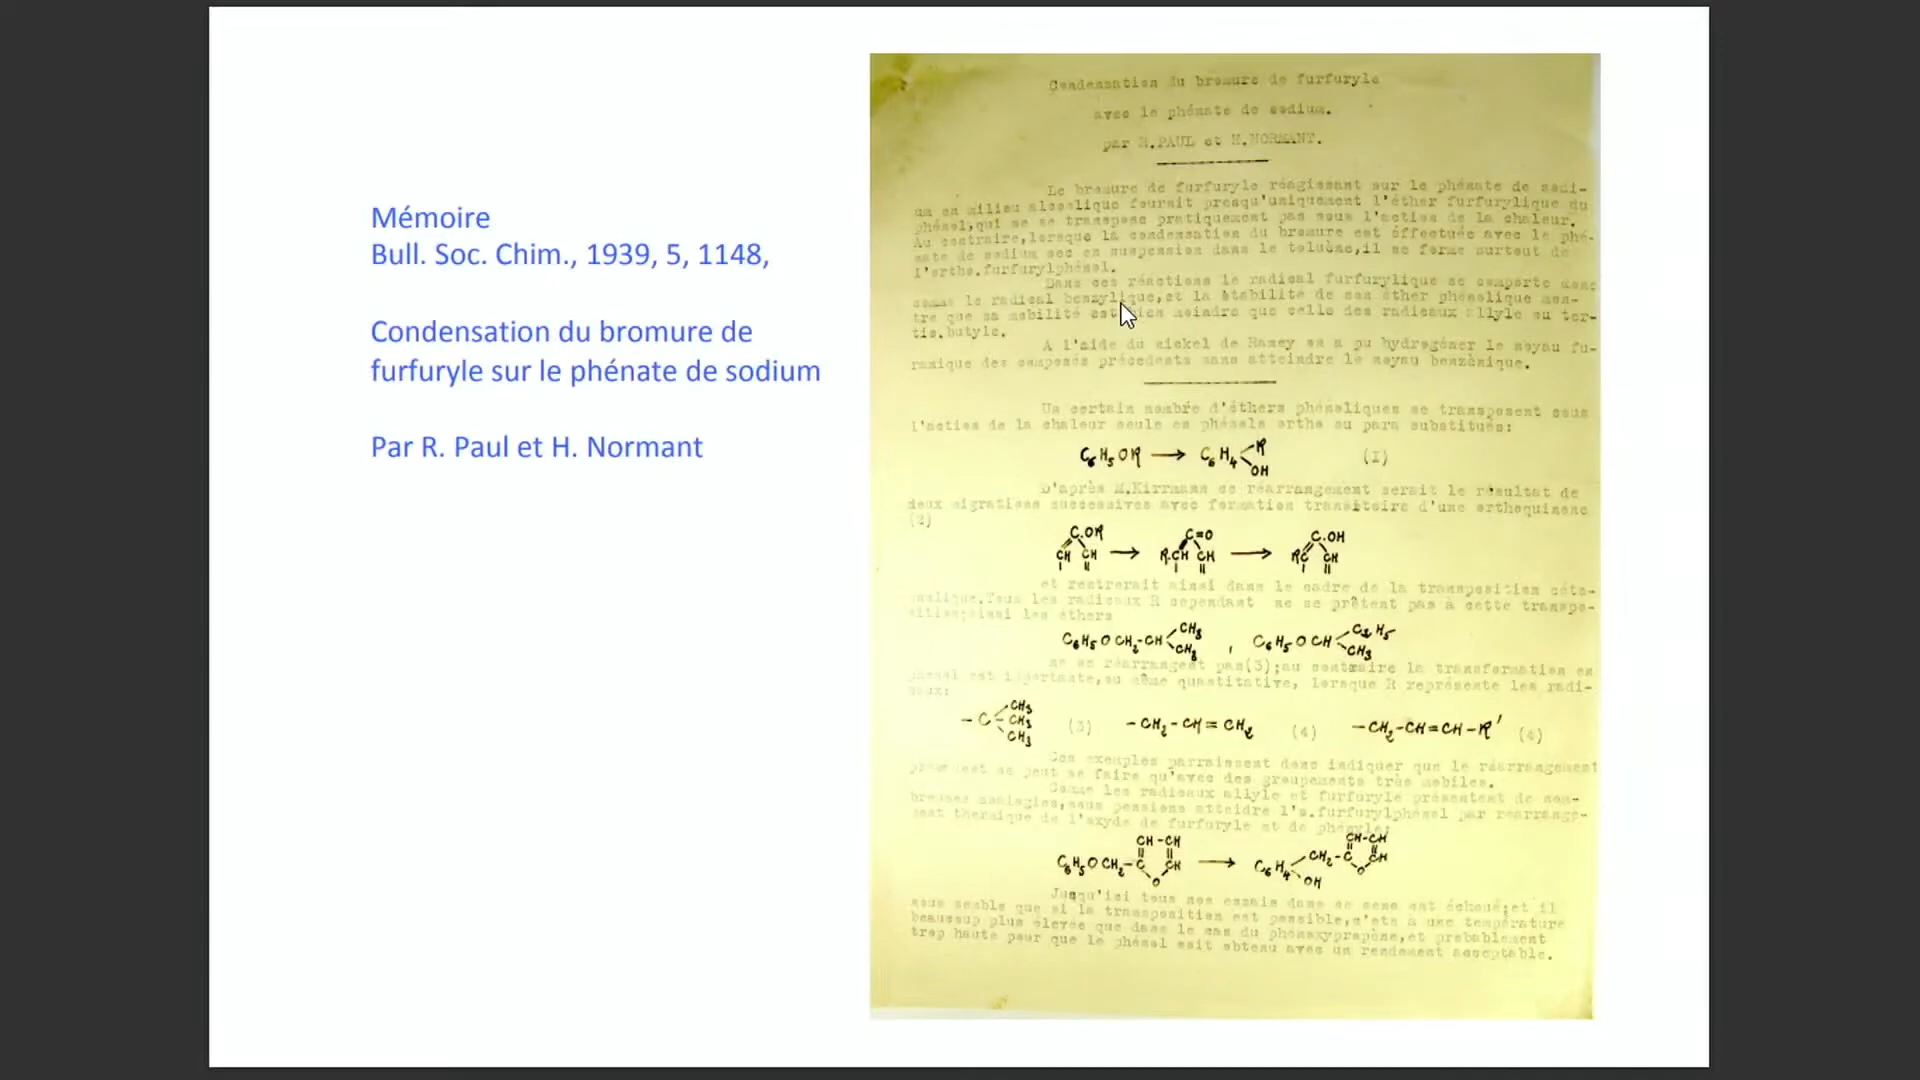 Mémoire
Bull. Soc. Chim., 1939, 5, 1148,
Condensation du bromure de
furfuryle sur le phénate de sodium
Par R. Paul et H. Normant
Condensation du bromure de furfuryle
avec le phénate de sodium.
par M.PAUL et M.NORMANT.
Le bromure de furfuryle réagissant sur le phénate de sodi-
um en milieu alcoolique fournit presqu'uniquement l'éther furfurylique du
phénol,qui ne se transpose pratiquement pas sous l'action de la chaleur.
Au contraire,lorsque la condensation du bromure est éffectuée avec le phé-
nate de sodium sec en suspension dans le toluène,il se forme surtout de
l'ortho.furfurylphénol.
Dans ces réactions le radical furfurylique se comporte donc
comme le radical benzylique,et la stabilité de son éther phénolique mon-
tre que sa mobilité est bien moindre que celle des radicaux allyle ou ter-
tio.butyle.
A l'aide du nickel de Raney on a pu hydrogéner le noyau fu-
rannique des composés précédents sans atteindre le noyau benzènique.
Un certain nombre d'éthers phénoliques se transposent sous
l'action de la chaleur seule en phénols ortho ou para substitués:
C6H5OR → C6H4 R OH (I)
D'après M.Kirrmann ce réarrangement serait le résultat de
deux migrations successives avec formation transitoire d'une orthoquinone
(2)
C.OR CH CH → C=O R.CH CH → C.OH RC CH
et rentrerait ainsi dans le cadre de la transposition céto-
énolique.Tous les radicaux R cependant ne se prêtent pas à cette transpo-
sition;ainsi les éthers
C6H5OCH2-CH CH3 CH3 , C6H5OCH C2H5 CH3
ne se réarrangent pas(3);au contraire la transformation en
phénol est importante,ou même quantitative, lorsque R représente les radi-
caux:
-C CH3 CH3 CH3 (3) -CH2-CH=CH2 (4) -CH2-CH=CH-R' (4)
Ces exemples parraissent donc indiquer que le réarrangement
précédent ne peut se faire qu'avec des groupements très mobiles.
Comme les radicaux allyle et furfuryle présentent de nom-
breuses analogies,nous pensions atteindre l'o.furfurylphénol par réarrange-
ment thermique de l'oxyde de furfuryle et de phényle:
C6H5OCH2-C CH-CH CH O → C6H4 CH2-C CH-CH CH O OH
Jusqu'ici tous nos essais dans ce sens ont échoué;et il
nous semble que si la transposition est possible,c'ets à une température
beaucoup plus élevée que dans le cas du phénoxypropène,et probablement
trop haute pour que le phénol soit obtenu avec un rendement acceptable.